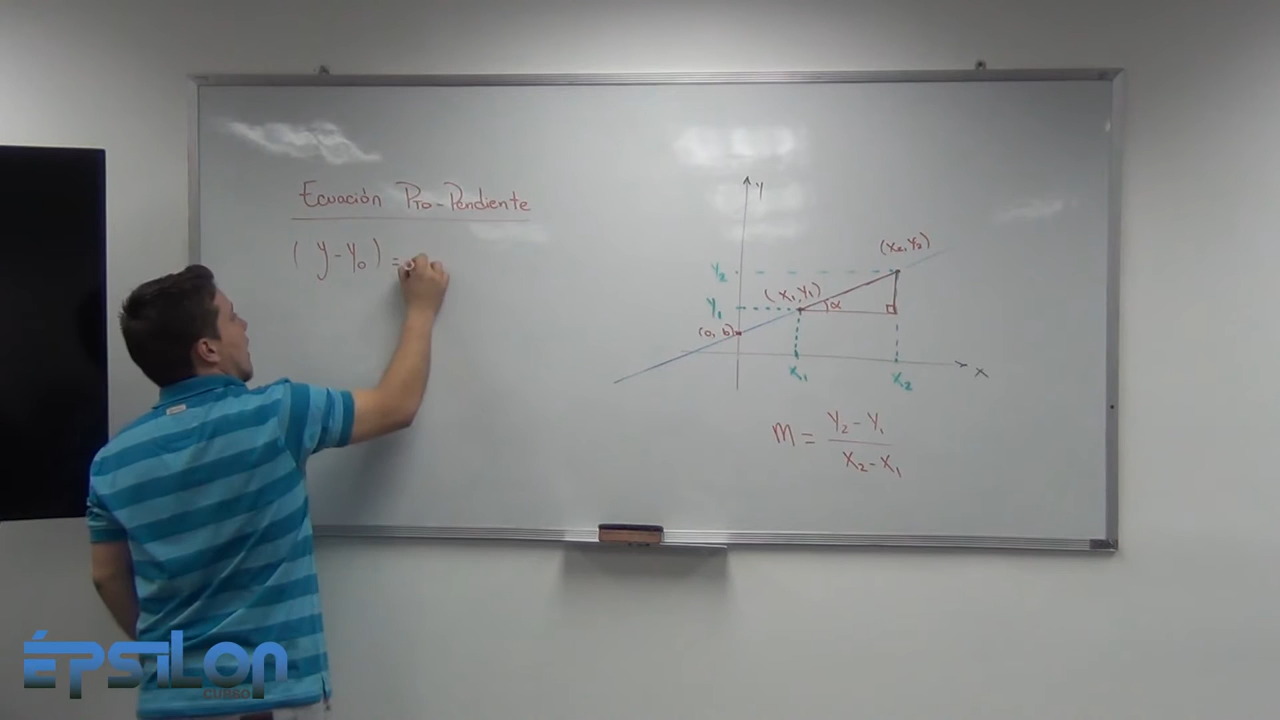 Ecuación Pto-Pendiente
(y-y₀) =
y
(x₂,y₂)
y₂
(x₁,y₁)
α
y₁
(0, b)
x₁
x₂
x
m = y₂-y₁
x₂-x₁
ÉPSILON
CURSO